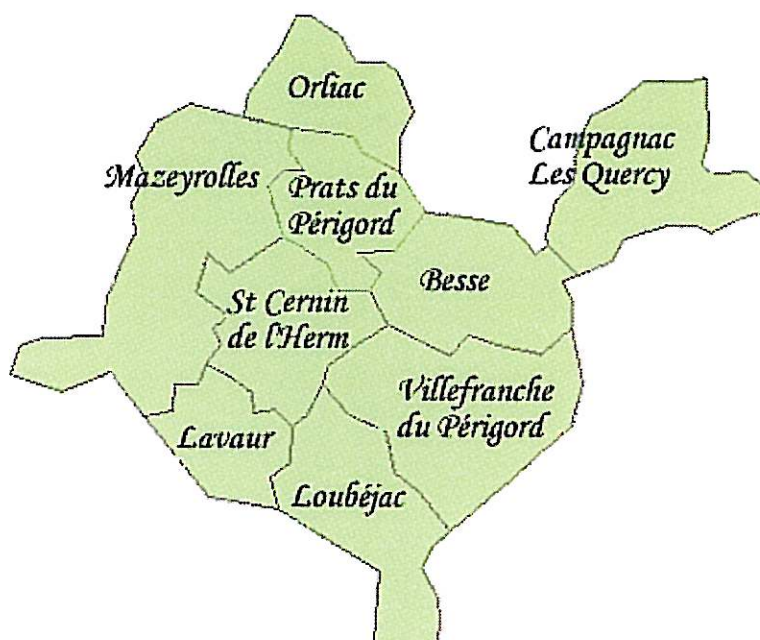 Orliac
Campagnac
Les Quercy
Mazeyrolles
Prats du
Périgord
Besse
St Cernin
de l'Herm
Villefranche
du Périgord
Lavaur
Loubéjac